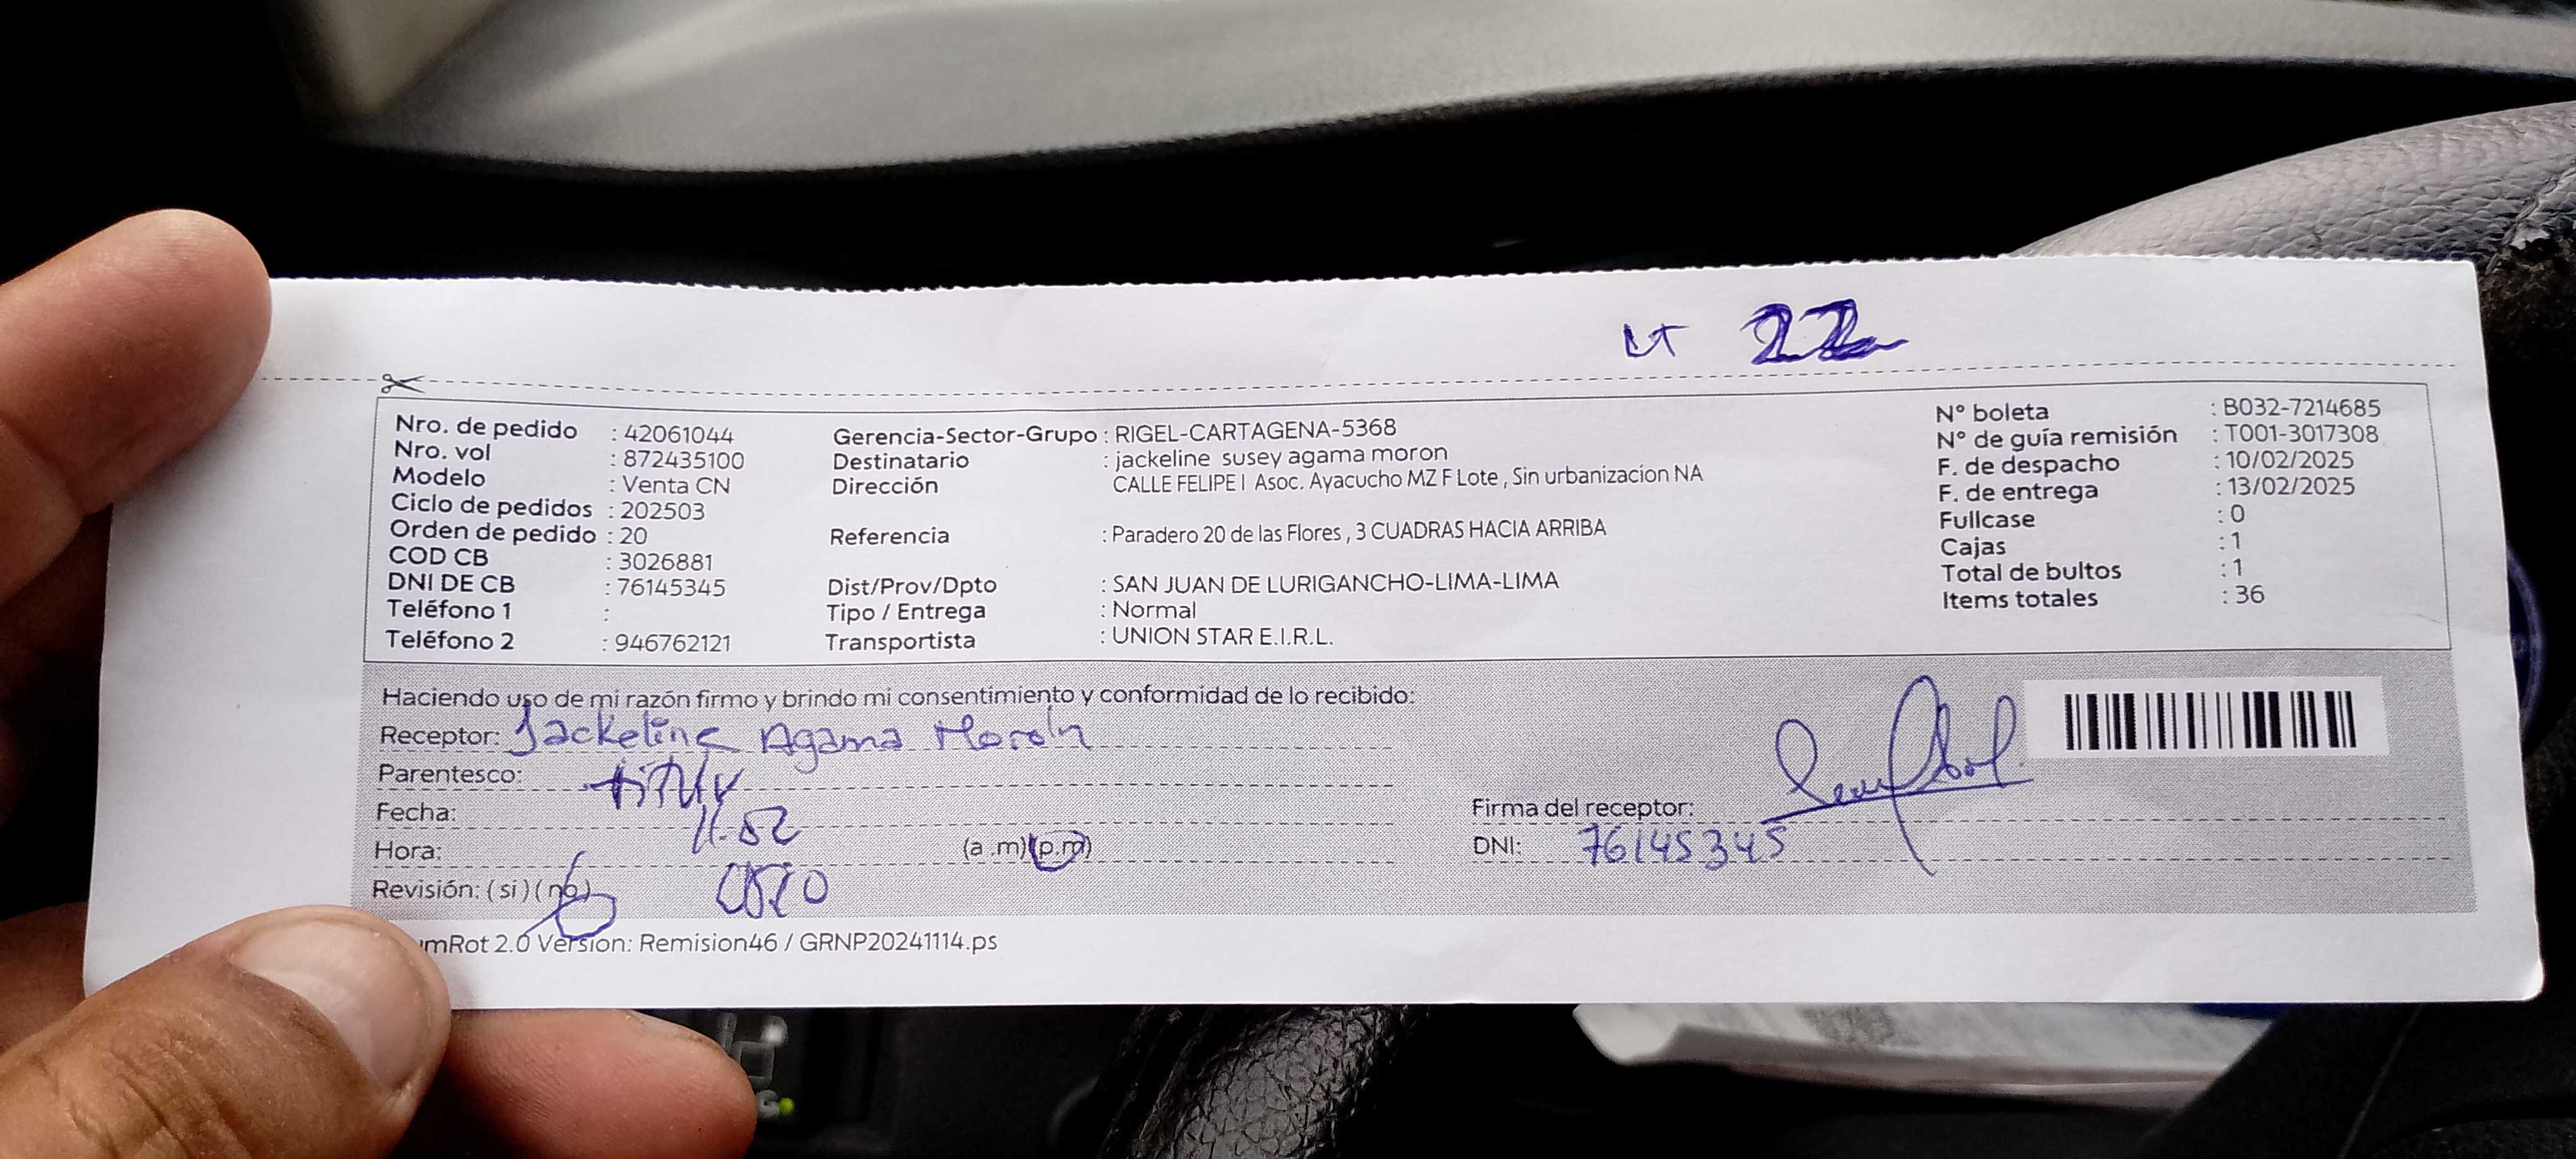 LT 22
Nro. de pedido : 42061044
Nro. vol : 872435100
Modelo : Venta CN
Ciclo de pedidos : 202503
Orden de pedido : 20
COD CB : 3026881
DNI DE CB : 76145345
Teléfono 1 :
Teléfono 2 : 946762121
Gerencia-Sector-Grupo : RIGEL-CARTAGENA-5368
Destinatario : jackeline susey agama moron
Dirección CALLE FELIPE I Asoc. Ayacucho MZ F Lote , Sin urbanizacion NA
Referencia : Paradero 20 de las Flores , 3 CUADRAS HACIA ARRIBA
Dist/Prov/Dpto : SAN JUAN DE LURIGANCHO-LIMA-LIMA
Tipo / Entrega : Normal
Transportista : UNION STAR E.I.R.L.
N° boleta : B032-7214685
N° de guía remisión : T001-3017308
F. de despacho : 10/02/2025
F. de entrega : 13/02/2025
Fullcase : 0
Cajas : 1
Total de bultos : 1
Items totales : 36
Haciendo uso de mi razón firmo y brindo mi consentimiento y conformidad de lo recibido:
Receptor: Jackeline Agama Morón
Parentesco:
Fecha: 11.52
Hora: (a .m)(p.m)
Revisión: ( si ) ( no )
Firma del receptor:
DNI: 76145345
mRot 2.0 Version: Remision46 / GRNP20241114.ps